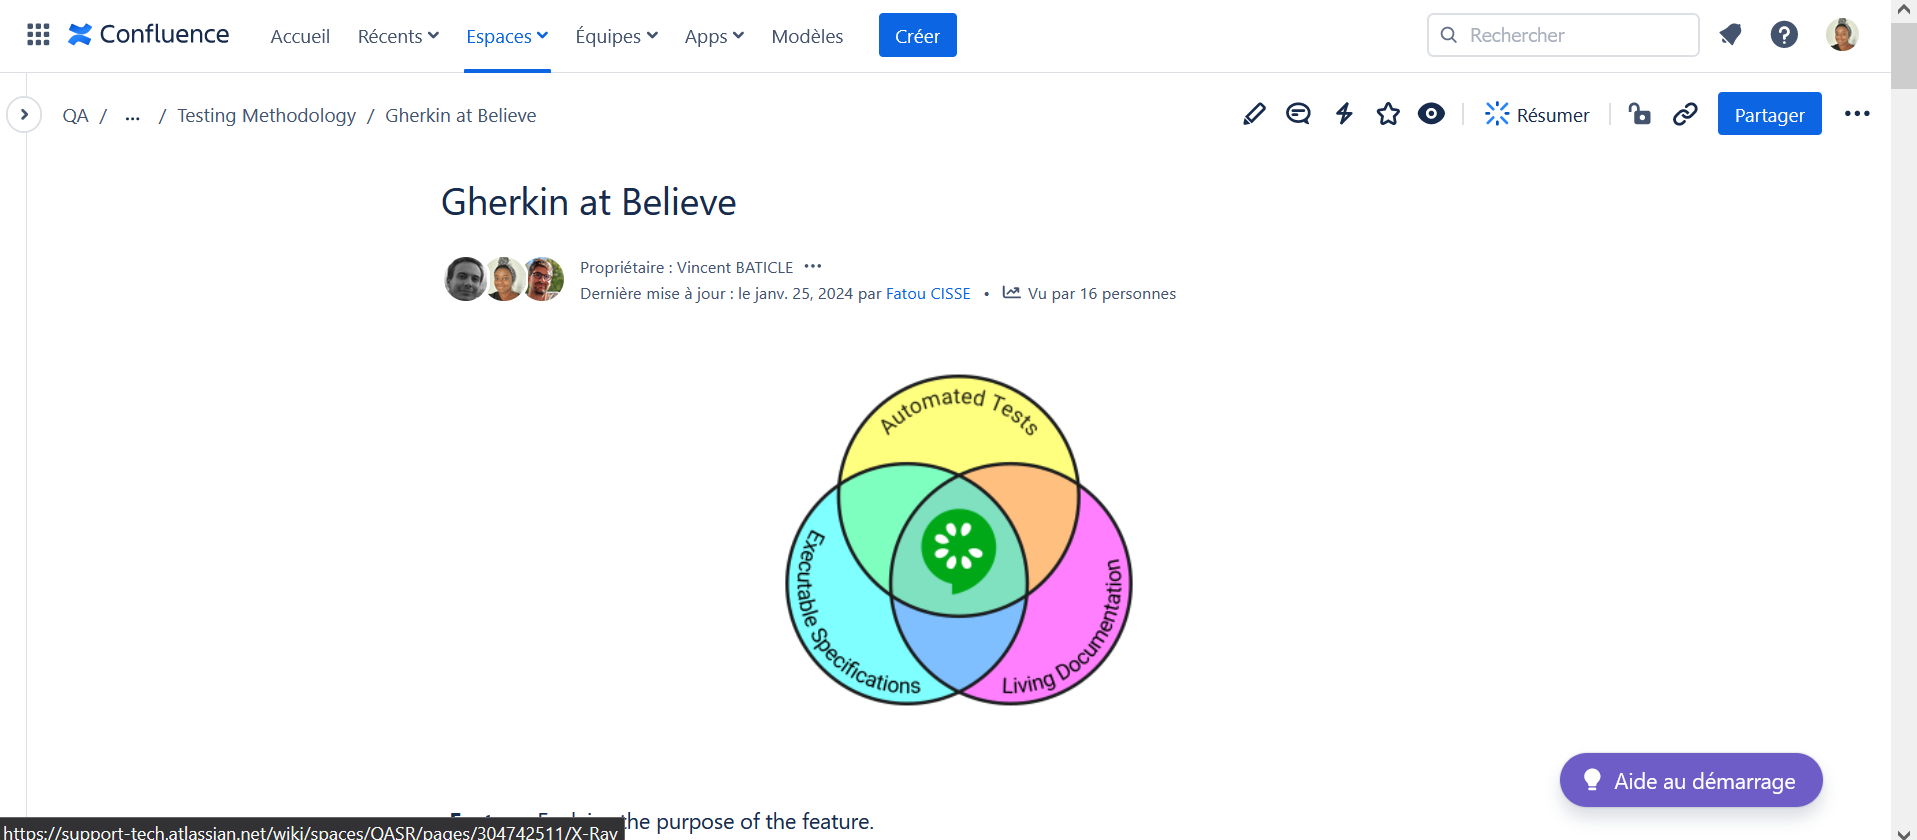 Confluence
Accueil
Récents
Espaces
Équipes
Apps
Modèles
Créer
Rechercher
QA / ... / Testing Methodology / Gherkin at Believe
Résumer
Partager
Gherkin at Believe
Propriétaire : Vincent BATICLE
Dernière mise à jour : le janv. 25, 2024 par Fatou CISSE • Vu par 16 personnes
Automated Tests
Executable Specifications
Living Documentation
Aide au démarrage
the purpose of the feature.
https://support-tech.atlassian.net/wiki/spaces/QASR/pages/304742511/X-Ray